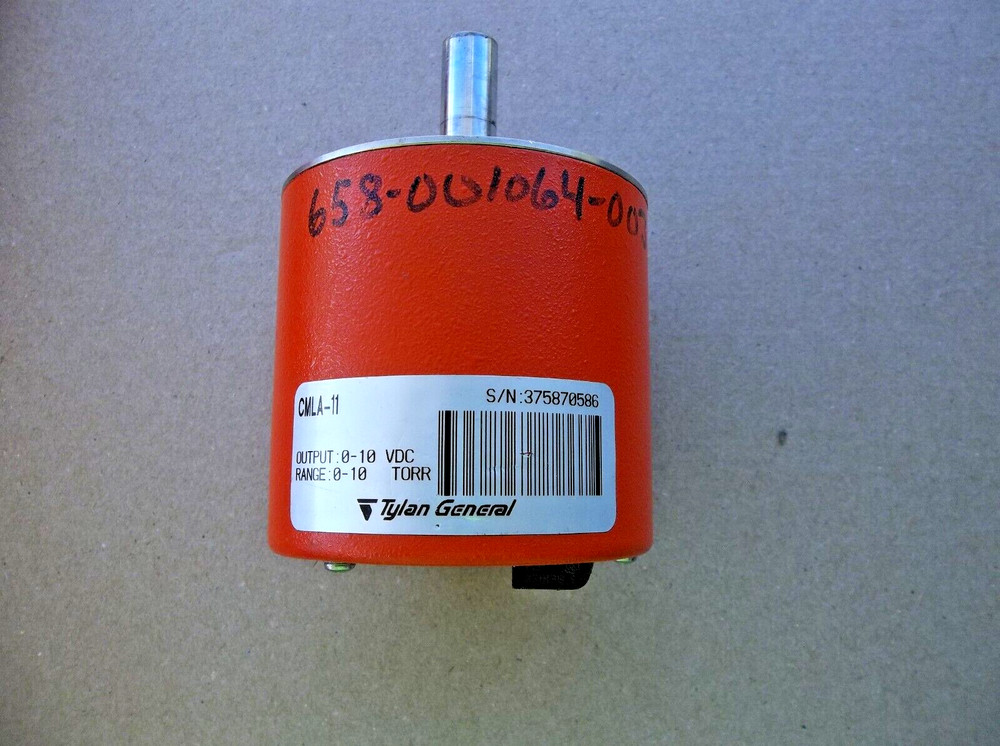 658-001064-00
CMLA-11
S/N:375870586
OUTPUT:0-10 VDC
RANGE:0-10 TORR
Tylan General